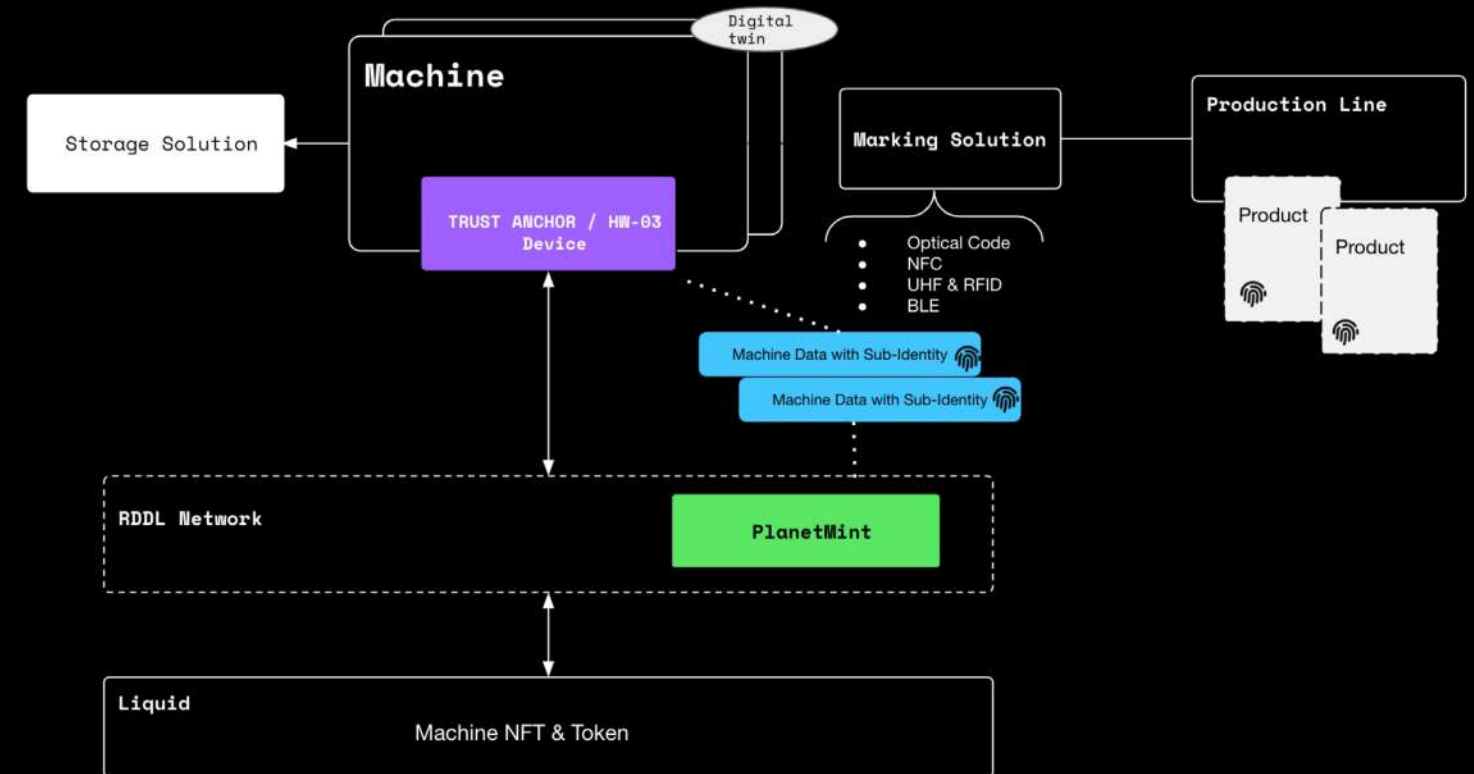 Digital
twin
Machine
Storage Solution
TRUST ANCHOR / HW-03
Device
Marking Solution
Production Line
• Optical Code
• NFC
• UHF & RFID
• BLE
Product
Product
Machine Data with Sub-Identity
Machine Data with Sub-Identity
RDDL Network
PlanetMint
Liquid
Machine NFT & Token